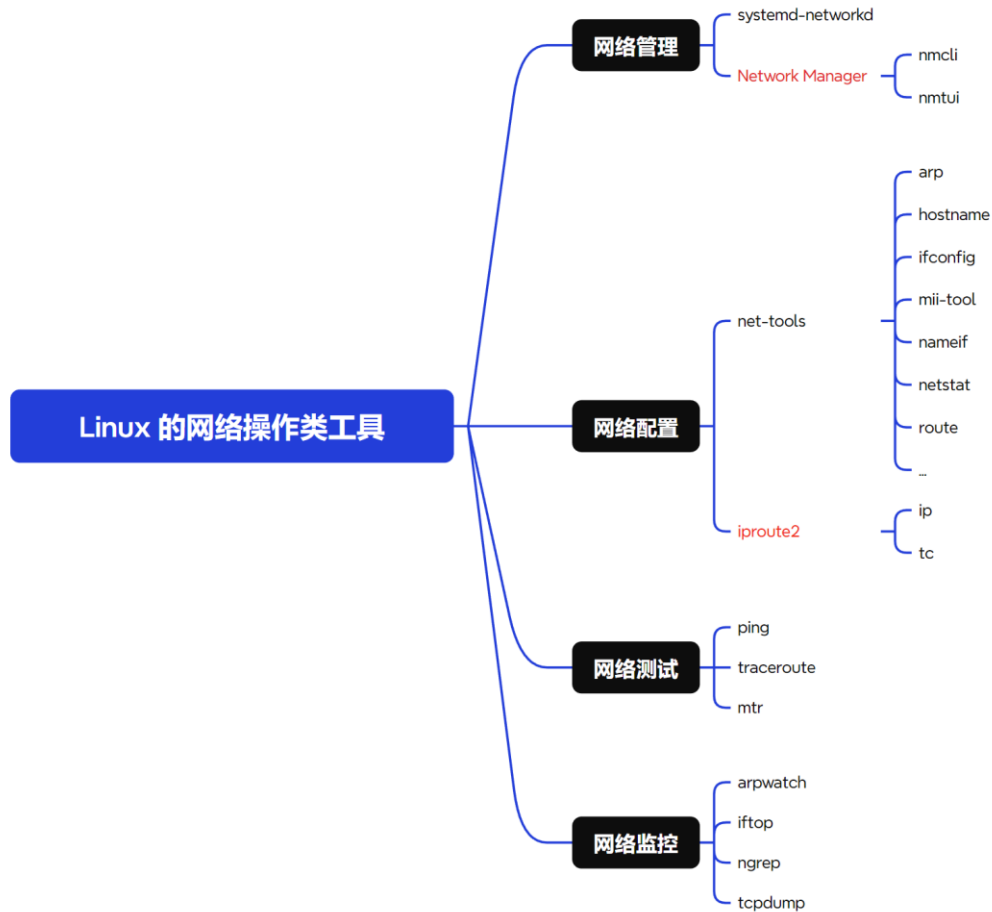 Linux 的网络操作类工具
网络管理
systemd-networkd
Network Manager
nmcli
nmtui
网络配置
net-tools
arp
hostname
ifconfig
mii-tool
nameif
netstat
route
...
iproute2
ip
tc
网络测试
ping
traceroute
mtr
网络监控
arpwatch
iftop
ngrep
tcpdump